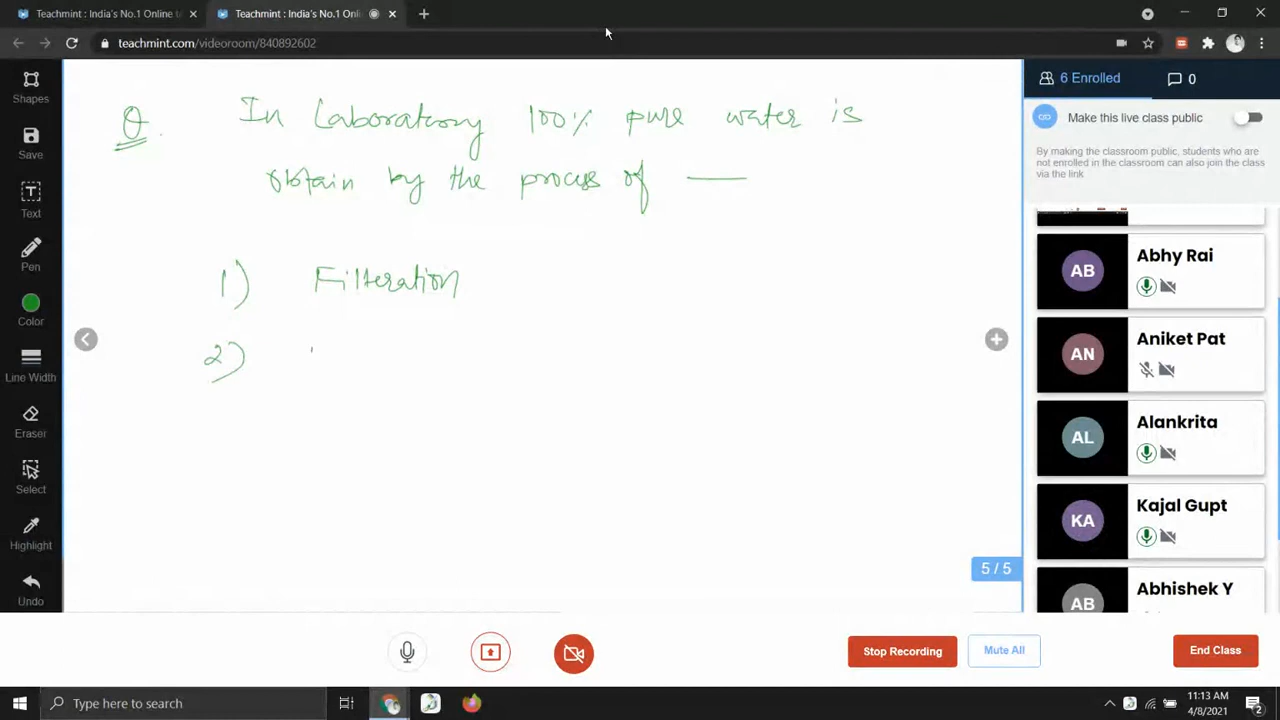 Teachmint : India's No.1 Online t
Teachmint : India's No.1 Onli
teachmint.com/videoroom/840892602
Shapes
Save
Text
Pen
Color
Line Width
Eraser
Select
Highlight
Undo
Q. In Laboratory 100% pure water is
obtain by the process of ___
1) Filteration
2)
5 / 5
6 Enrolled
0
Make this live class public
By making the classroom public, students who are
not enrolled in the classroom can also join the class
via the link
AB Abhy Rai
AN Aniket Pat
AL Alankrita
KA Kajal Gupt
AB Abhishek Y
Stop Recording
Mute All
End Class
Type here to search
11:13 AM
4/8/2021
2